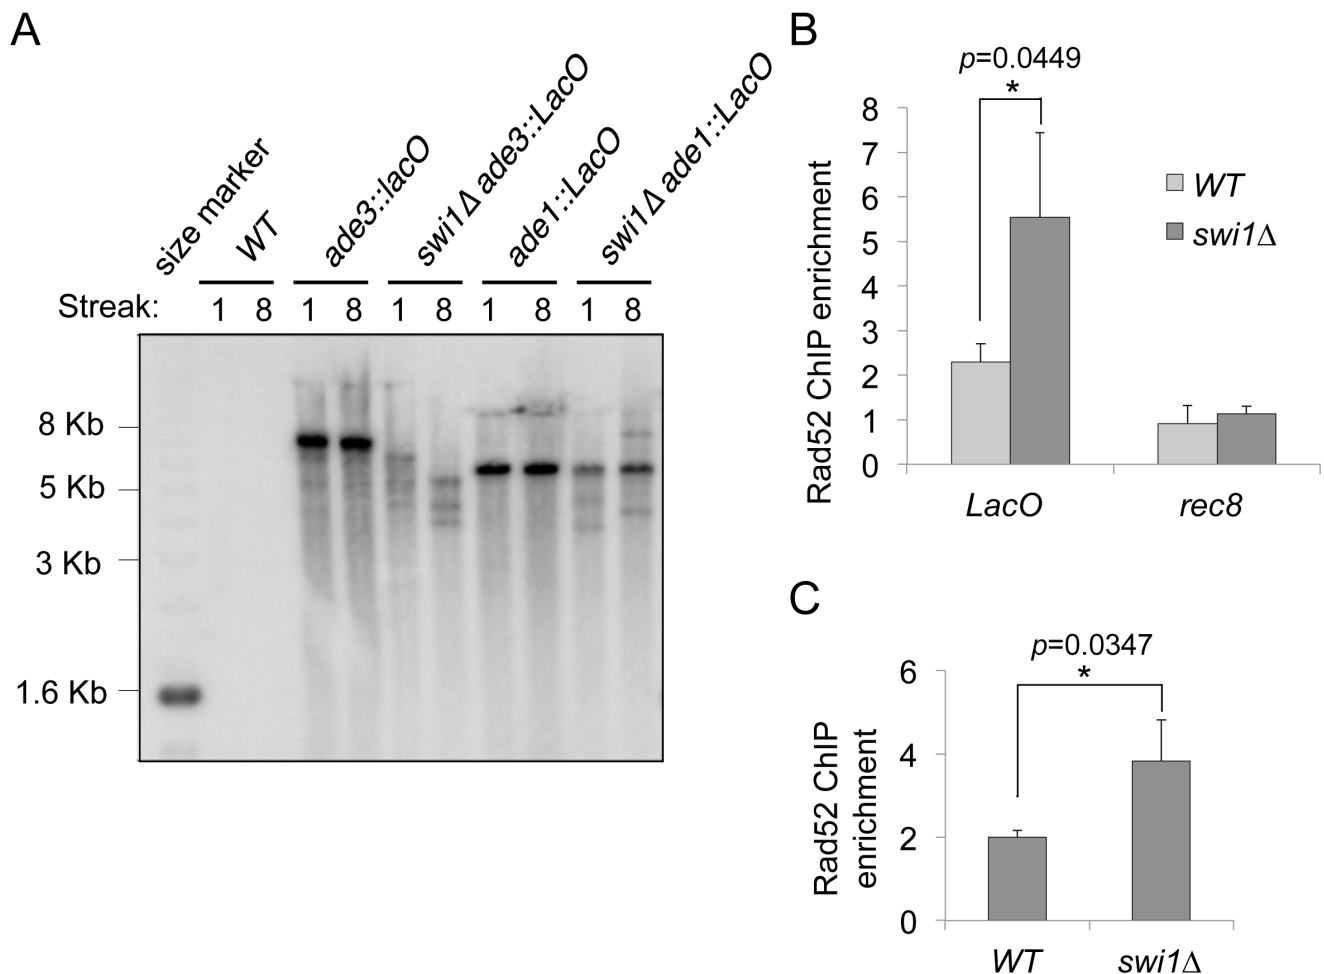 A
size marker
WT
ade3::lacO
swi1Δ ade3::LacO
ade1::LacO
swi1Δ ade1::LacO
Streak: 1 8 1 8 1 8 1 8 1 8
8 Kb
5 Kb
3 Kb
1.6 Kb
B
p=0.0449
*
8
7
6
5
4
3
2
1
0
Rad52 ChIP enrichment
WT
swi1Δ
LacO rec8
C
p=0.0347
*
6
4
2
0
Rad52 ChIP
enrichment
WT swi1Δ